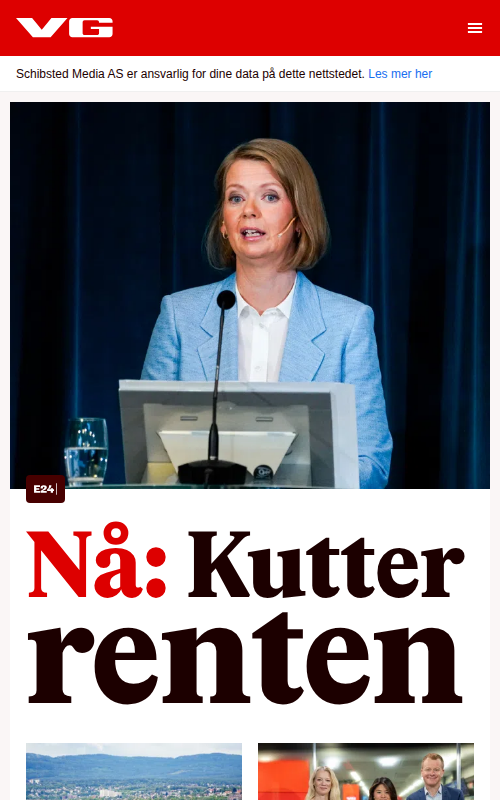 VG
Schibsted Media AS er ansvarlig for dine data på dette nettstedet. Les mer her
E24
Nå: Kutter
renten